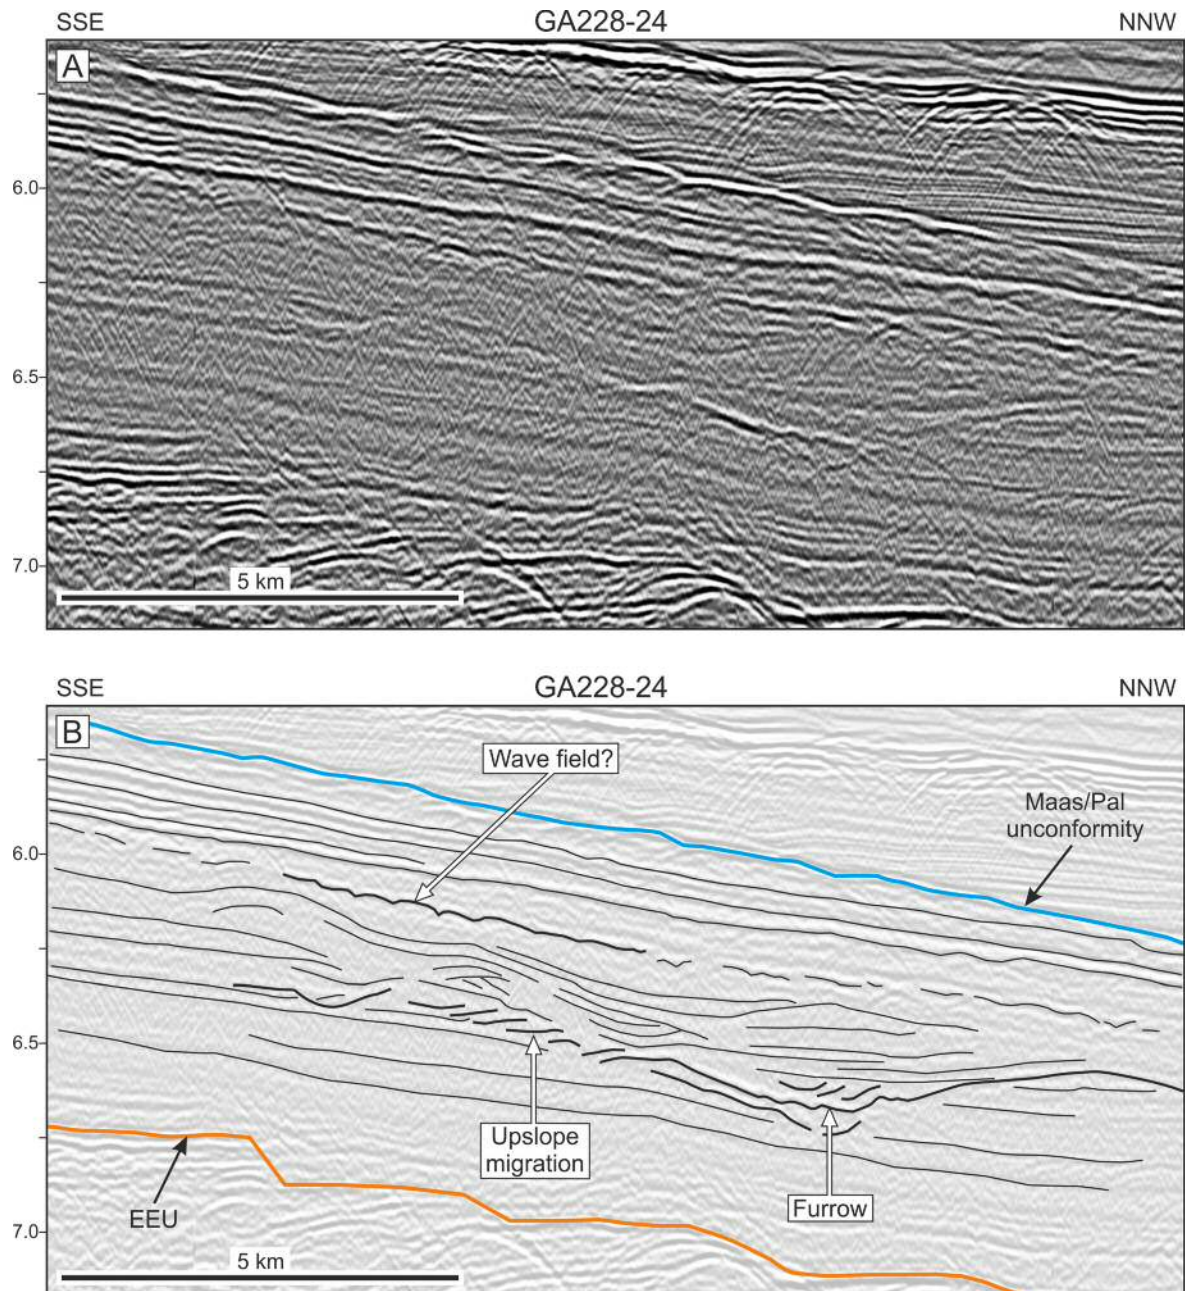 SSE GA228-24 NNW
A
6.0
6.5
7.0
5 km
SSE GA228-24 NNW
B
Wave field?
Maas/Pal
unconformity
6.0
6.5
Upslope
migration
Furrow
EEU
7.0
5 km